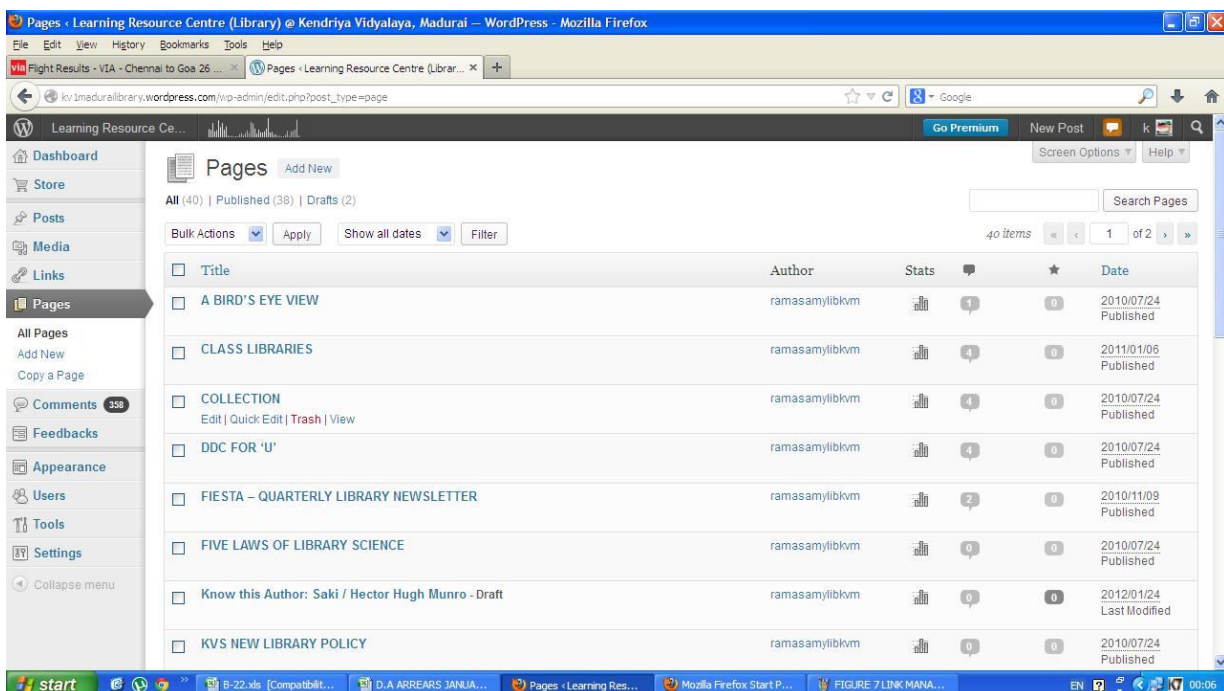 Pages ‹ Learning Resource Centre (Library) @ Kendriya Vidyalaya, Madurai — WordPress - Mozilla Firefox
File Edit View History Bookmarks Tools Help
via Flight Results - VIA - Chennai to Goa 26 ... × Pages ‹ Learning Resource Centre (Librar... × +
kv1madurailibrary.wordpress.com/wp-admin/edit.php?post_type=page Google
Learning Resource Ce... Go Premium New Post k
Dashboard
Store
Posts
Media
Links
Pages
All Pages
Add New
Copy a Page
Comments 358
Feedbacks
Appearance
Users
Tools
Settings
Collapse menu
Screen Options Help
Pages Add New
All (40) | Published (38) | Drafts (2) Search Pages
Bulk Actions Apply Show all dates Filter 40 items « ‹ 1 of 2 › »
Title Author Stats Date
A BIRD'S EYE VIEW ramasamylibkvm 1 0 2010/07/24
Published
CLASS LIBRARIES ramasamylibkvm 4 0 2011/01/06
Published
COLLECTION ramasamylibkvm 4 0 2010/07/24
Edit | Quick Edit | Trash | View Published
DDC FOR ‘U’ ramasamylibkvm 4 0 2010/07/24
Published
FIESTA – QUARTERLY LIBRARY NEWSLETTER ramasamylibkvm 2 0 2010/11/09
Published
FIVE LAWS OF LIBRARY SCIENCE ramasamylibkvm 0 0 2010/07/24
Published
Know this Author: Saki / Hector Hugh Munro - Draft ramasamylibkvm 0 0 2012/01/24
Last Modified
KVS NEW LIBRARY POLICY ramasamylibkvm 0 0 2010/07/24
Published
start B-22.xls [Compatibilit... D.A ARREARS JANUA... Pages ‹ Learning Res... Mozilla Firefox Start P... FIGURE 7 LINK MANA... EN 00:06